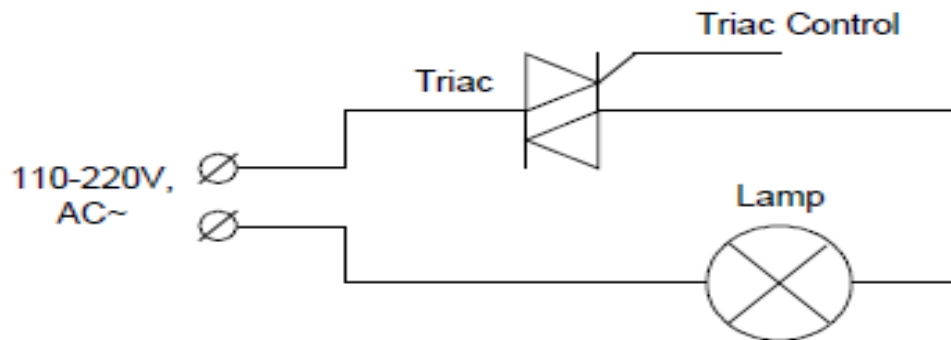 Triac Control
Triac
110-220V,
AC~
Lamp